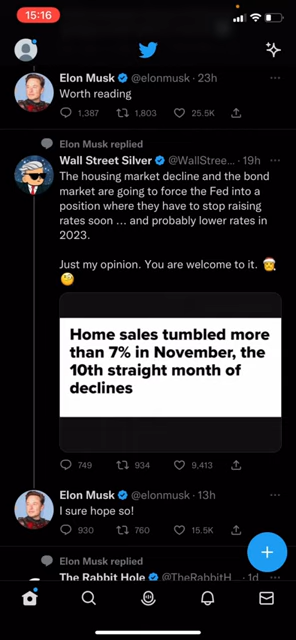 15:16
Elon Musk @elonmusk · 23h
Worth reading
1,387 1,803 25.5K
Elon Musk replied
Wall Street Silver @WallStree... · 19h
The housing market decline and the bond
market are going to force the Fed into a
position where they have to stop raising
rates soon ... and probably lower rates in
2023.
Just my opinion. You are welcome to it. 🎅
🧐
Home sales tumbled more
than 7% in November, the
10th straight month of
declines
749 934 9,413
Elon Musk @elonmusk · 13h
I sure hope so!
930 760 15.5K
Elon Musk replied
The Rabbit Hole @TheRabbitH... · 1d